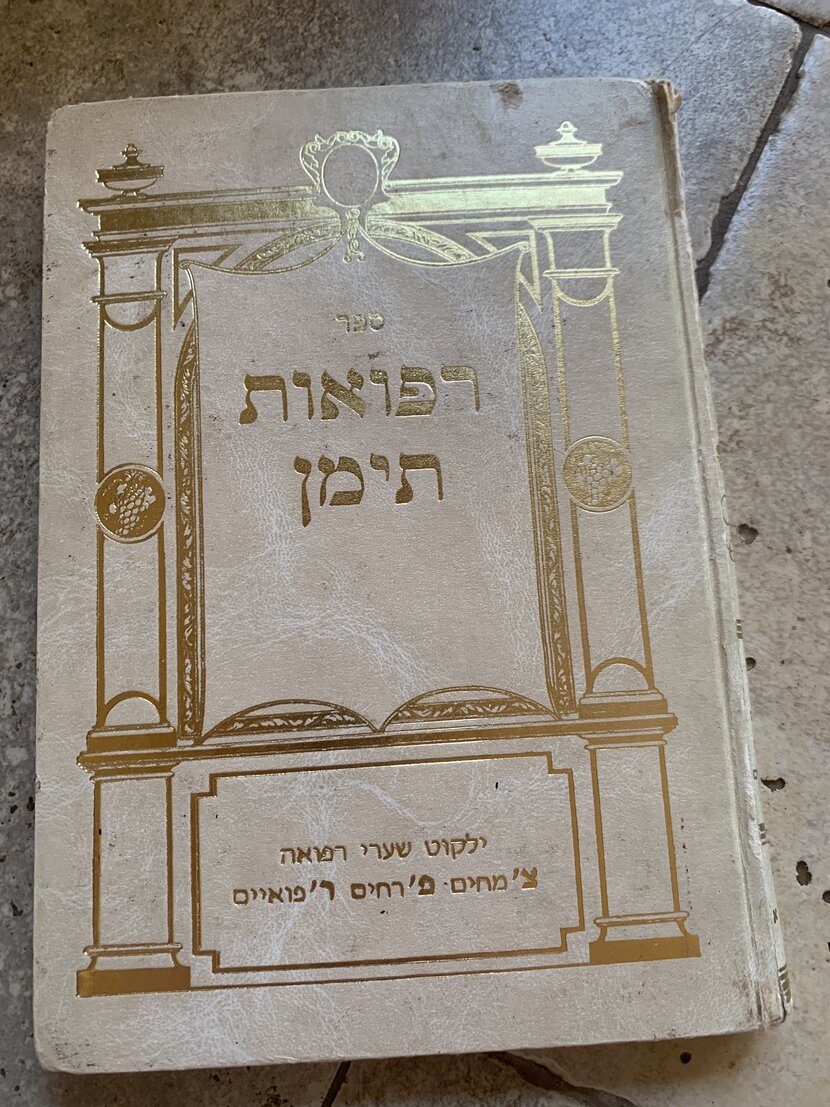 ספר
רפואות
תימן
ילקוט שערי רפואה
צ'מחים · פ'רחים ר'פואיים